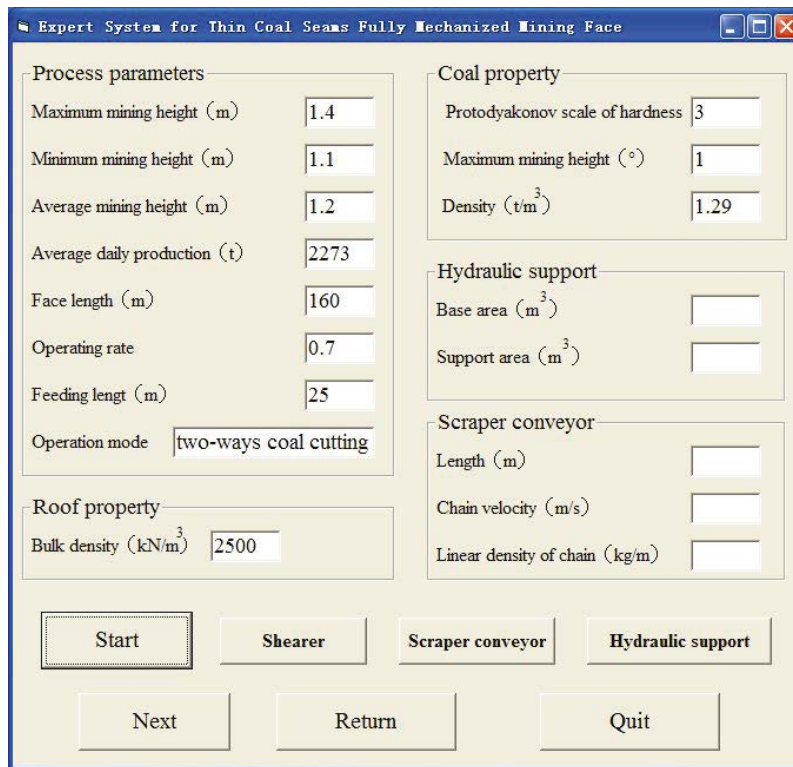 Expert System for Thin Coal Seams Fully Mechanized Mining Face
Process parameters
Maximum mining height (m) 1.4
Minimum mining height (m) 1.1
Average mining height (m) 1.2
Average daily production (t) 2273
Face length (m) 160
Operating rate 0.7
Feeding lengt (m) 25
Operation mode two-ways coal cutting
Roof property
Bulk density (kN/m³) 2500
Coal property
Protodyakonov scale of hardness 3
Maximum mining height (°) 1
Density (t/m³) 1.29
Hydraulic support
Base area (m³)
Support area (m³)
Scraper conveyor
Length (m)
Chain velocity (m/s)
Linear density of chain (kg/m)
Start Shearer Scraper conveyor Hydraulic support
Next Return Quit